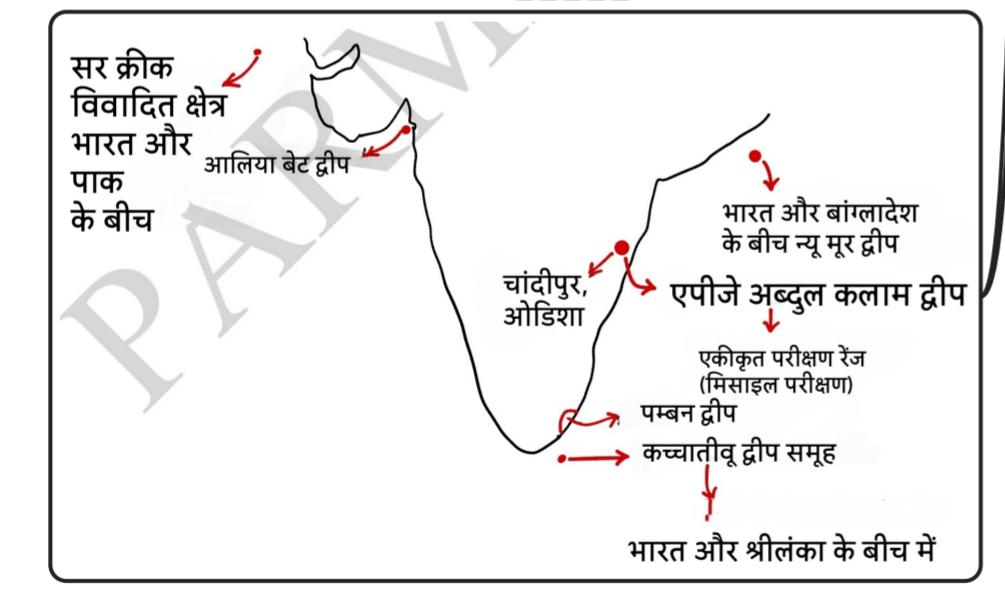 सर क्रीक
विवादित क्षेत्र
भारत और
पाक
के बीच
आलिया बेट द्वीप
भारत और बांग्लादेश
के बीच न्यू मूर द्वीप
चांदीपुर,
ओडिशा
एपीजे अब्दुल कलाम द्वीप
एकीकृत परीक्षण रेंज
(मिसाइल परीक्षण)
पम्बन द्वीप
कच्चातीवू द्वीप समूह
भारत और श्रीलंका के बीच में
PARM